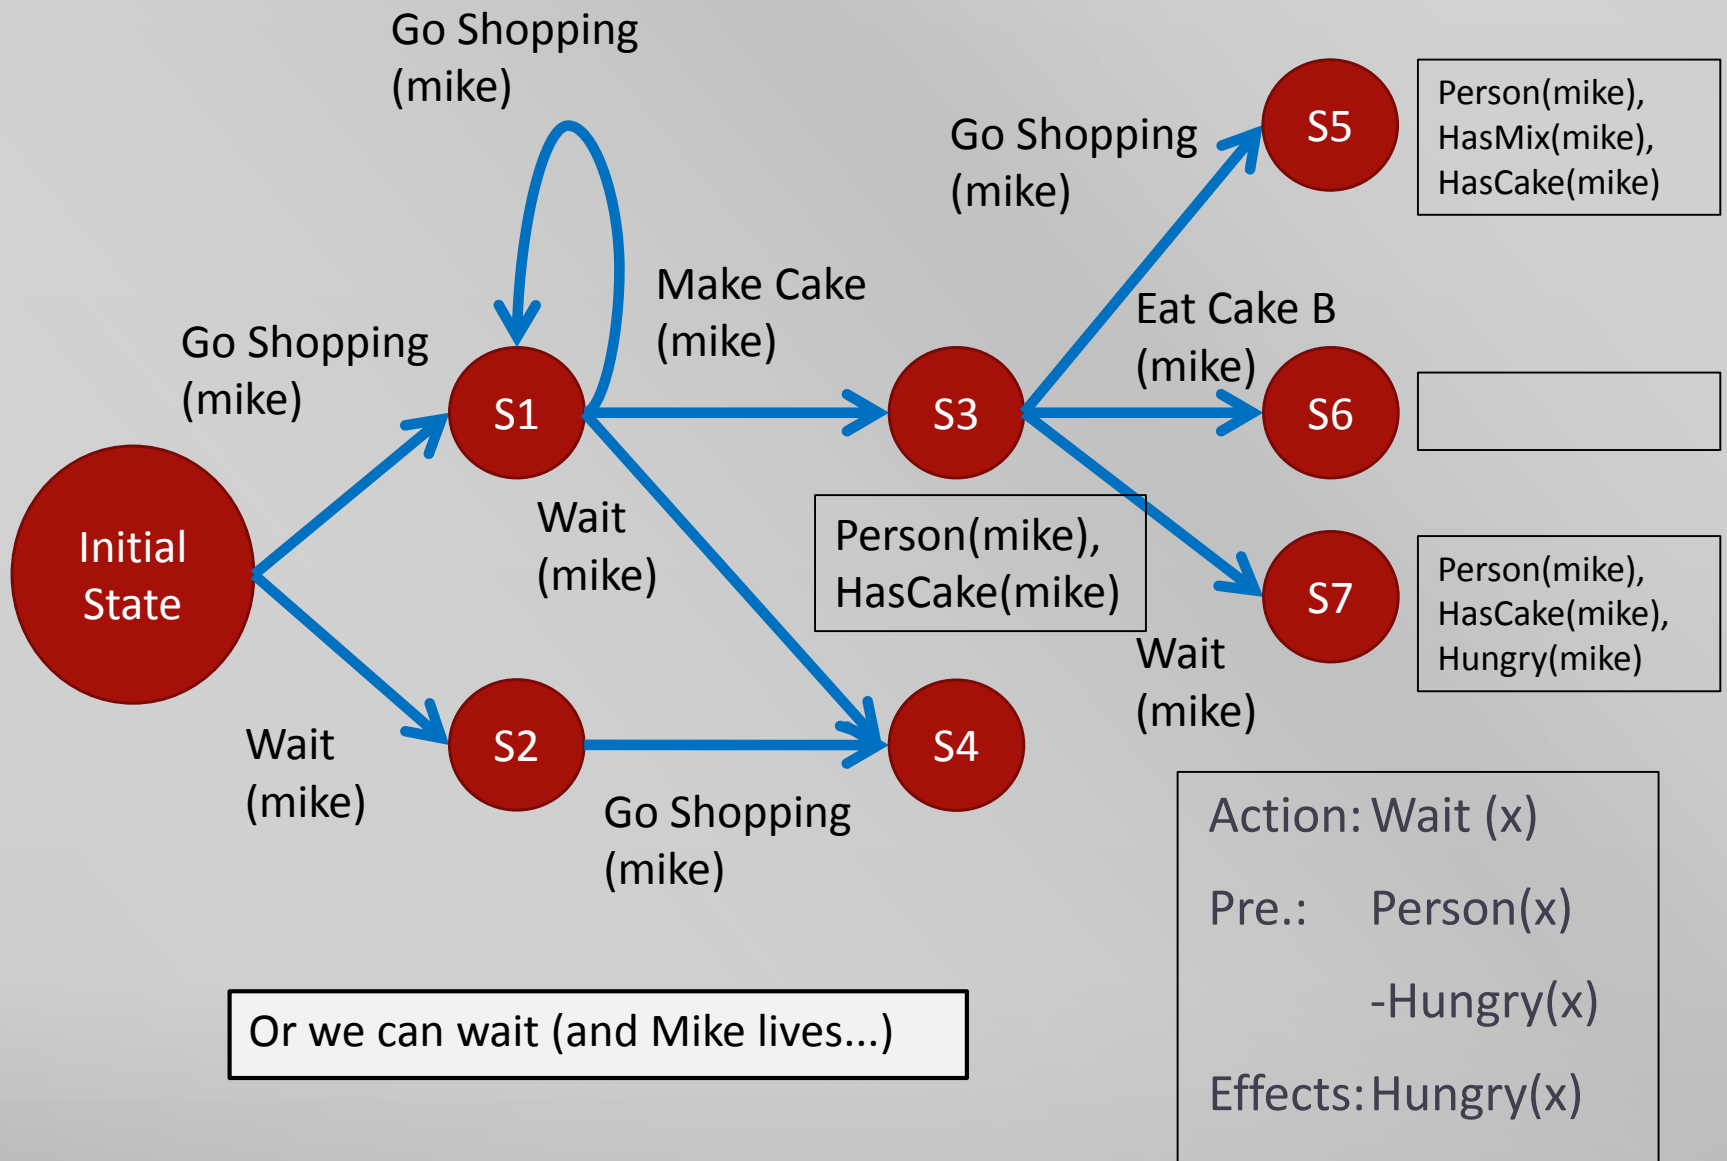 Go Shopping
(mike)
Go Shopping
(mike)
S5
Person(mike),
HasMix(mike),
HasCake(mike)
Make Cake
(mike)
Eat Cake B
(mike)
Go Shopping
(mike)
S1
S3
S6
Initial
State
Wait
(mike)
Person(mike),
HasCake(mike)
S7
Person(mike),
HasCake(mike),
Hungry(mike)
Wait
(mike)
Wait
(mike)
S2
S4
Go Shopping
(mike)
Action: Wait (x)
Pre.: Person(x)
-Hungry(x)
Effects: Hungry(x)
Or we can wait (and Mike lives...)